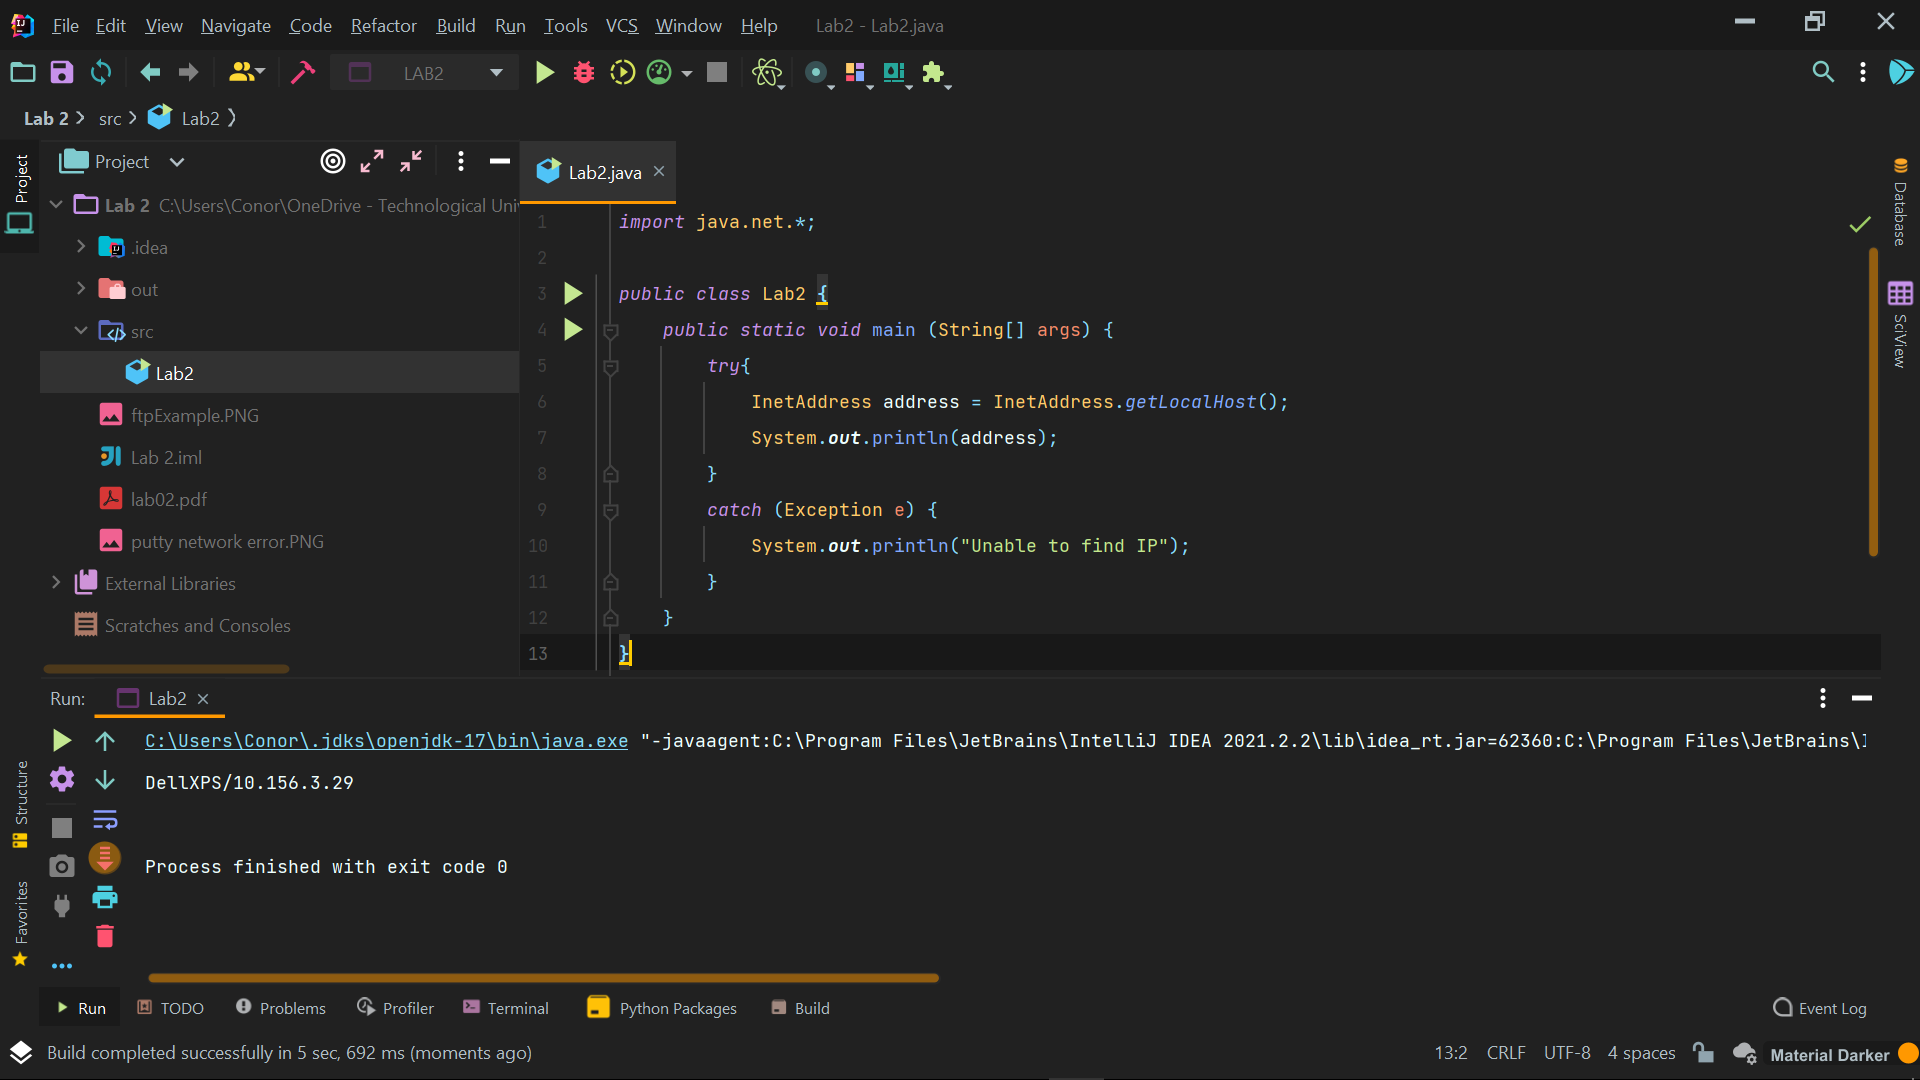 File Edit View Navigate Code Refactor Build Run Tools VCS Window Help Lab2 - Lab2.java
LAB2
Lab 2 src Lab2
Project
Project
Lab2.java
Lab 2 C:\Users\Conor\OneDrive - Technological Uni
.idea
out
src
Lab2
ftpExample.PNG
Lab 2.iml
lab02.pdf
putty network error.PNG
External Libraries
Scratches and Consoles
1 import java.net.*;
2
3 public class Lab2 {
4 public static void main (String[] args) {
5 try{
6 InetAddress address = InetAddress.getLocalHost();
7 System.out.println(address);
8 }
9 catch (Exception e) {
10 System.out.println("Unable to find IP");
11 }
12 }
13 }
Database
SciView
Run: Lab2
C:\Users\Conor\.jdks\openjdk-17\bin\java.exe "-javaagent:C:\Program Files\JetBrains\IntelliJ IDEA 2021.2.2\lib\idea_rt.jar=62360:C:\Program Files\JetBrains\I
DellXPS/10.156.3.29
Process finished with exit code 0
Structure
Favorites
Run TODO Problems Profiler Terminal Python Packages Build Event Log
Build completed successfully in 5 sec, 692 ms (moments ago) 13:2 CRLF UTF-8 4 spaces Material Darker